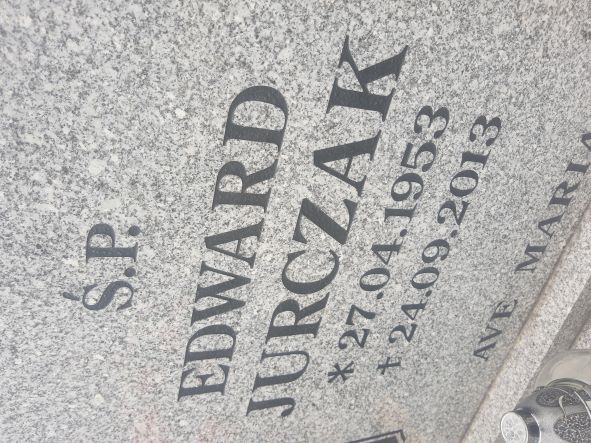 Ś.P.
EDWARD
JURCZAK
* 27.04.1953
† 24.09.2013
AVE MARIA